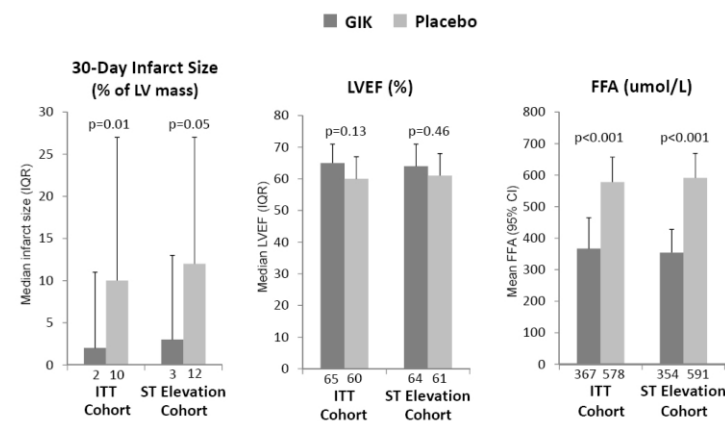 GIK Placebo
30-Day Infarct Size
(% of LV mass)
Median infarct size (IQR)
30
25
20
15
10
5
0
p=0.01 p=0.05
2 10 3 12
ITT ST Elevation
Cohort Cohort
LVEF (%)
Median LVEF (IQR)
80
70
60
50
40
30
20
10
0
p=0.13 p=0.46
65 60 64 61
ITT ST Elevation
Cohort Cohort
FFA (umol/L)
Mean FFA (95% CI)
800
700
600
500
400
300
200
100
0
p<0.001 p<0.001
367 578 354 591
ITT ST Elevation
Cohort Cohort